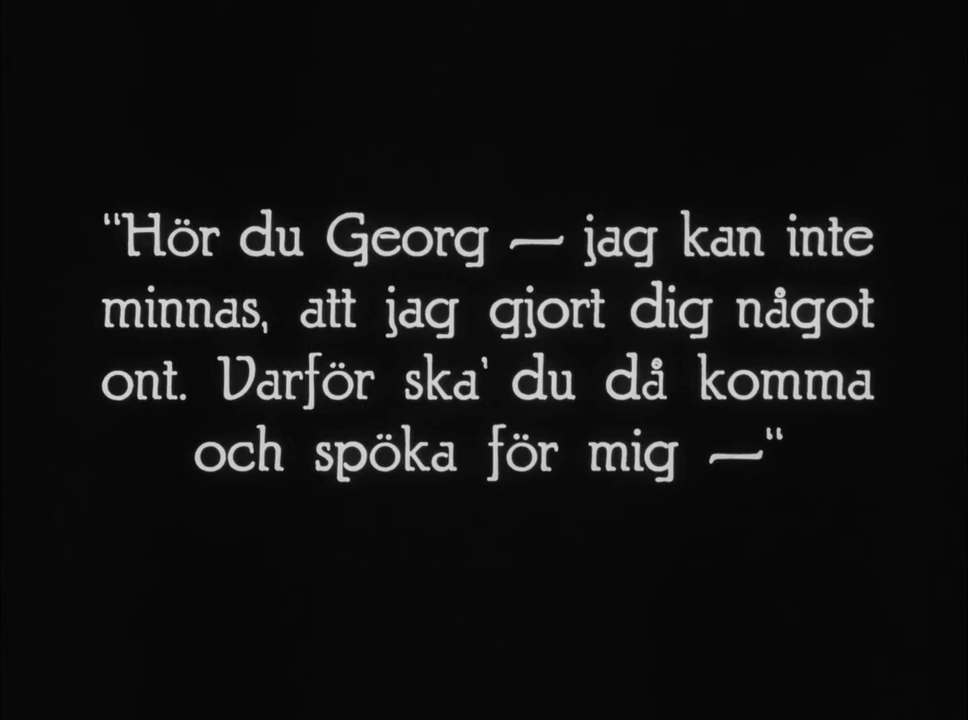 "Hör du Georg — jag kan inte
minnas, att jag gjort dig något
ont. Varför ska' du då komma
och spöka för mig —"